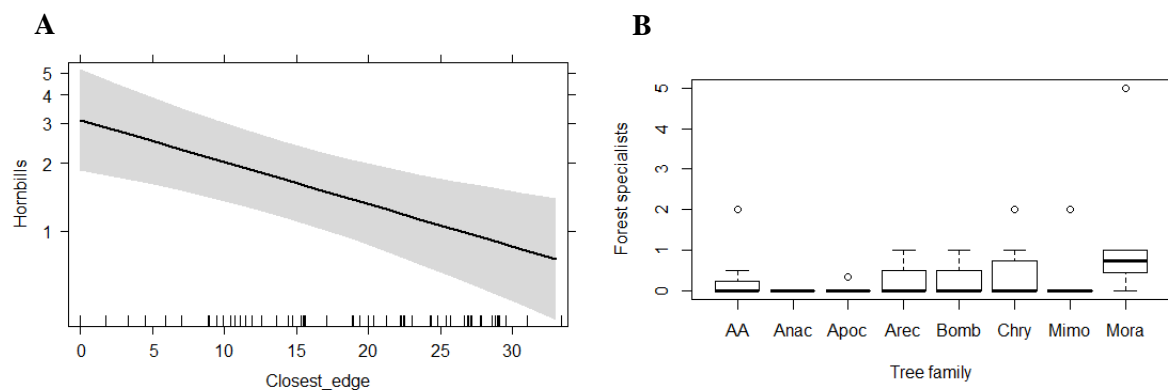 A
5
4
3
2
1
Hornbills
0 5 10 15 20 25 30
Closest_edge
B
5
4
3
2
1
0
Forest specialists
AA Anac Apoc Arec Bomb Chry Mimo Mora
Tree family